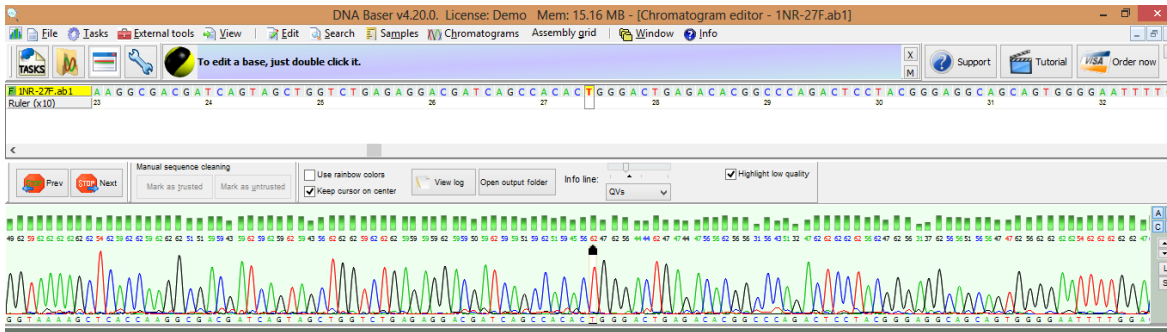 DNA Baser v4.20.0. License: Demo Mem: 15.16 MB - [Chromatogram editor - 1NR-27F.ab1]
File Tasks External tools View Edit Search Samples Chromatograms Assembly grid Window Info
TASKS To edit a base, just double click it. X M Support Tutorial VISA Order now
F 1NR-27F.ab1 A A G G C G A C G A T C A G T A G C T G G T C T G A G A G G A C G A T C A G C C A C A C T G G G A C T G A G A C A C G G C C C A G A C T C C T A C G G G A G G C A G C A G T G G G G A A T T T T
Ruler (x10) 23 24 25 26 27 28 29 30 31 32
<
Manual sequence cleaning
Prev STOP Next Mark as trusted Mark as untrusted Use rainbow colors Keep cursor on center View log Open output folder Info line: QVs Highlight low quality
A
C
G G T A A A A G C T C A C C A A G G C G A C G A T C A G T A G C T G G T C T G A G A G G A C G A T C A G C C A C A C T G G G A C T G A G A C A C G G C C C A G A C T C C T A C G G G A G G C A G C A G T G G G G A A T T T T G G A